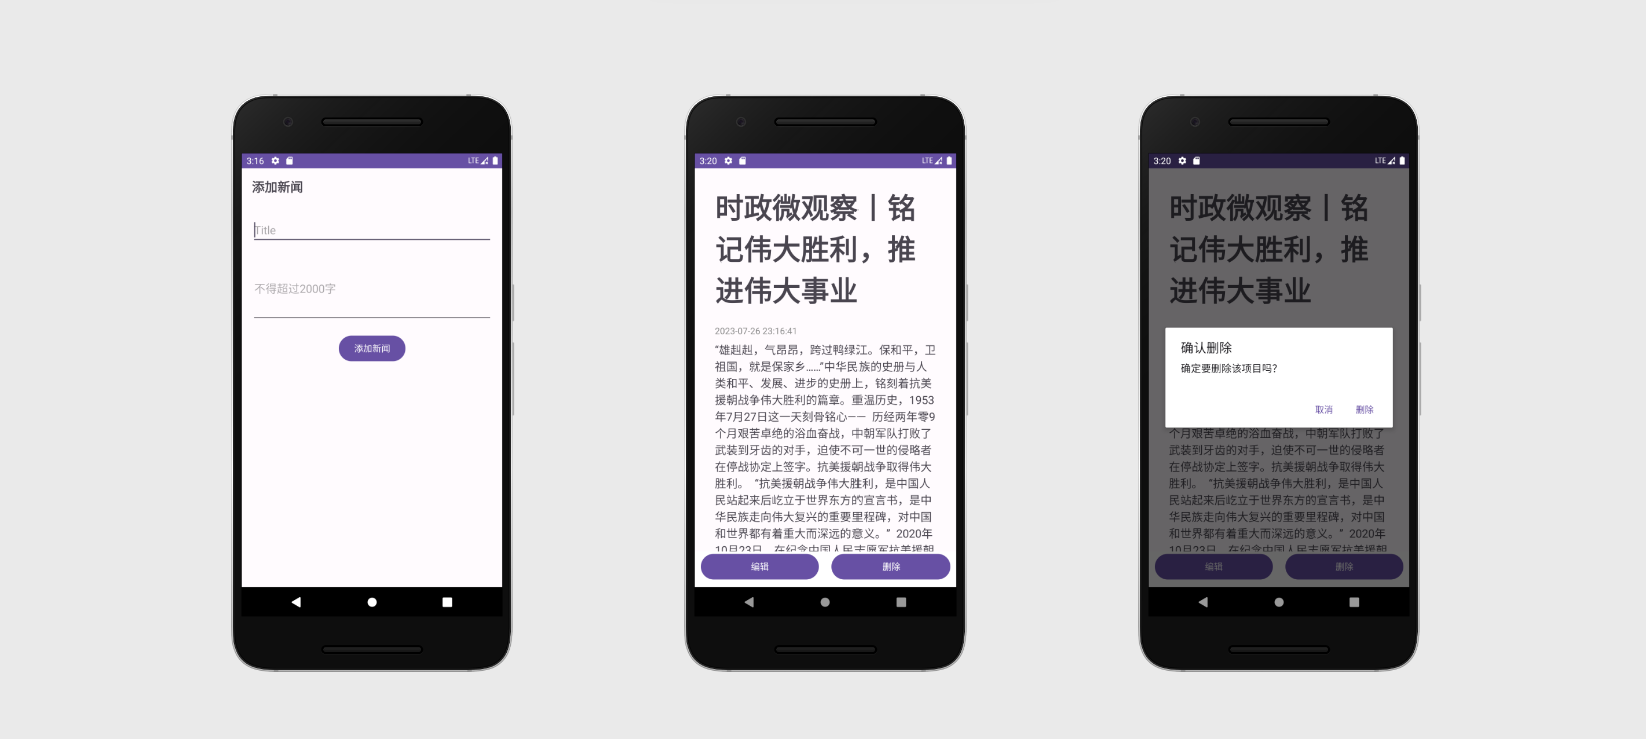 3:16
LTE
添加新闻
Title
不得超过2000字
添加新闻
3:20
LTE
时政微观察丨铭
记伟大胜利，推
进伟大事业
2023-07-26 23:16:41
“雄赳赳，气昂昂，跨过鸭绿江。保和平，卫
祖国，就是保家乡……”中华民族的史册与人
类和平、发展、进步的史册上，铭刻着抗美
援朝战争伟大胜利的篇章。重温历史，1953
年7月27日这一天刻骨铭心—— 历经两年零9
个月艰苦卓绝的浴血奋战，中朝军队打败了
武装到牙齿的对手，迫使不可一世的侵略者
在停战协定上签字。抗美援朝战争取得伟大
胜利。 “抗美援朝战争伟大胜利，是中国人
民站起来后屹立于世界东方的宣言书，是中
华民族走向伟大复兴的重要里程碑，对中国
和世界都有着重大而深远的意义。” 2020年
10月23日，在纪念中国人民志愿军抗美援朝
编辑
删除
3:20
LTE
时政微观察丨铭
记伟大胜利，推
进伟大事业
确认删除
确定要删除该项目吗?
取消
删除
个月艰苦卓绝的浴血奋战，中朝军队打败了
武装到牙齿的对手，迫使不可一世的侵略者
在停战协定上签字。抗美援朝战争取得伟大
胜利。 “抗美援朝战争伟大胜利，是中国人
民站起来后屹立于世界东方的宣言书，是中
华民族走向伟大复兴的重要里程碑，对中国
和世界都有着重大而深远的意义。” 2020年
10月23日，在纪念中国人民志愿军抗美援朝
编辑
删除